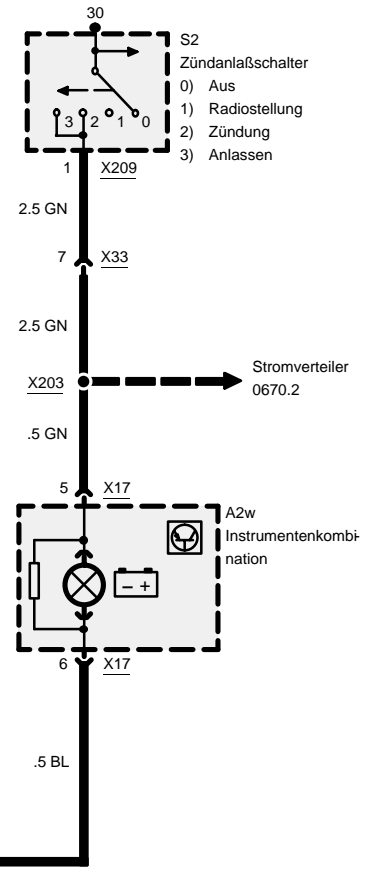 30
S2
Zündanlaßschalter
0) Aus
1) Radiostellung
2) Zündung
3) Anlassen
3 2 1 0
1 X209
2.5 GN
7 X33
2.5 GN
X203
Stromverteiler
0670.2
.5 GN
5 X17
A2w
Instrumentenkombi-
nation
– +
6 X17
.5 BL